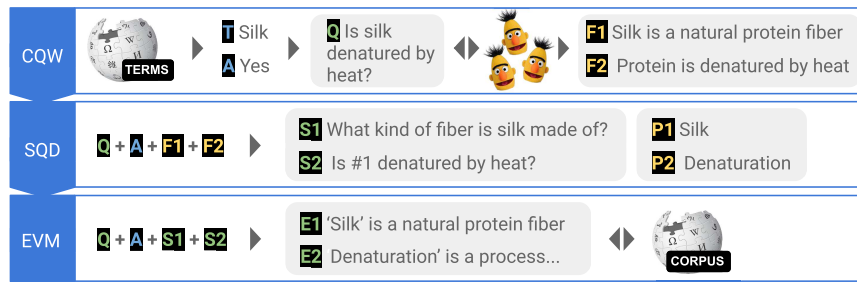 CQW
TERMS
T Silk
A Yes
Q Is silk
denatured by
heat?
F1 Silk is a natural protein fiber
F2 Protein is denatured by heat
SQD
Q + A + F1 + F2
S1 What kind of fiber is silk made of?
S2 Is #1 denatured by heat?
P1 Silk
P2 Denaturation
EVM
Q + A + S1 + S2
E1 ‘Silk’ is a natural protein fiber
E2 Denaturation’ is a process...
CORPUS